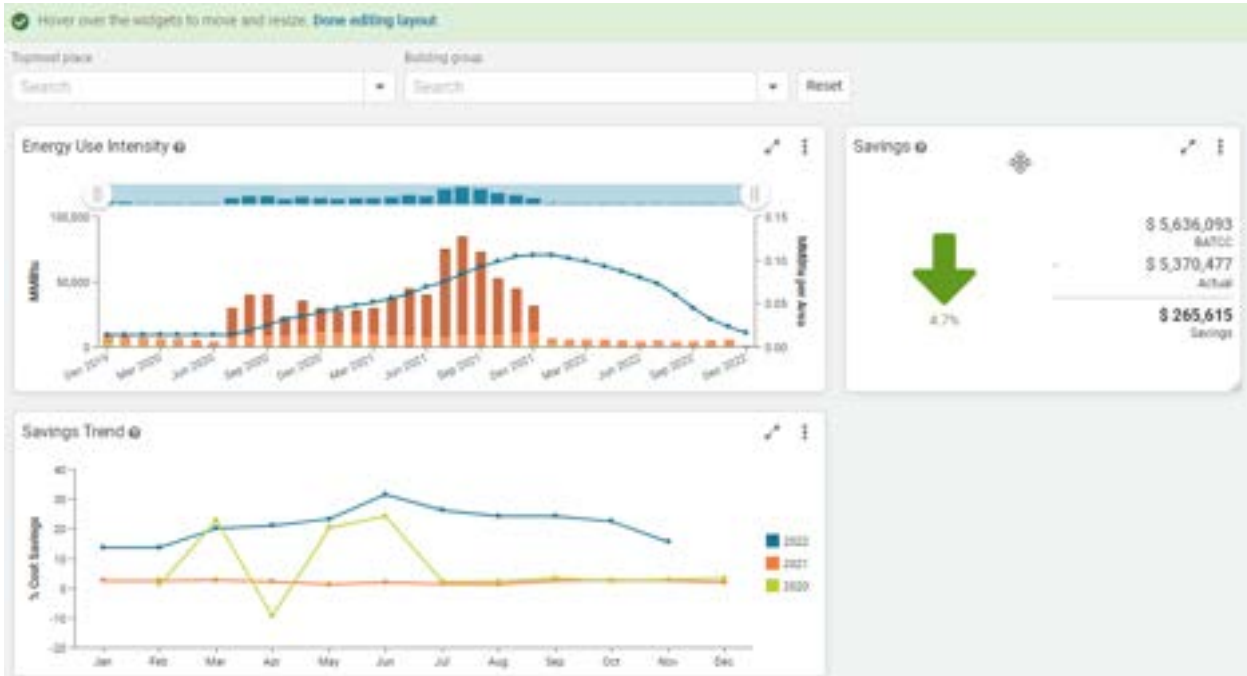 Hover over the widgets to move and resize. Done editing layout.
Topmost place
Building group
Search
Search
Reset
Energy Use Intensity
Savings
100,000
50,000
0
MMBtu
0.15
0.10
0.05
0.00
MMBtu per Area
Dec 2019
Mar 2020
Jun 2020
Sep 2020
Dec 2020
Mar 2021
Jun 2021
Sep 2021
Dec 2021
Mar 2022
Jun 2022
Sep 2022
Dec 2022
4.7%
$ 5,636,093
BATCC
-
$ 5,370,477
Actual
$ 265,615
Savings
Savings Trend
40
30
20
10
0
-10
-20
% Cost Savings
Jan
Feb
Mar
Apr
May
Jun
Jul
Aug
Sep
Oct
Nov
Dec
2022
2021
2020